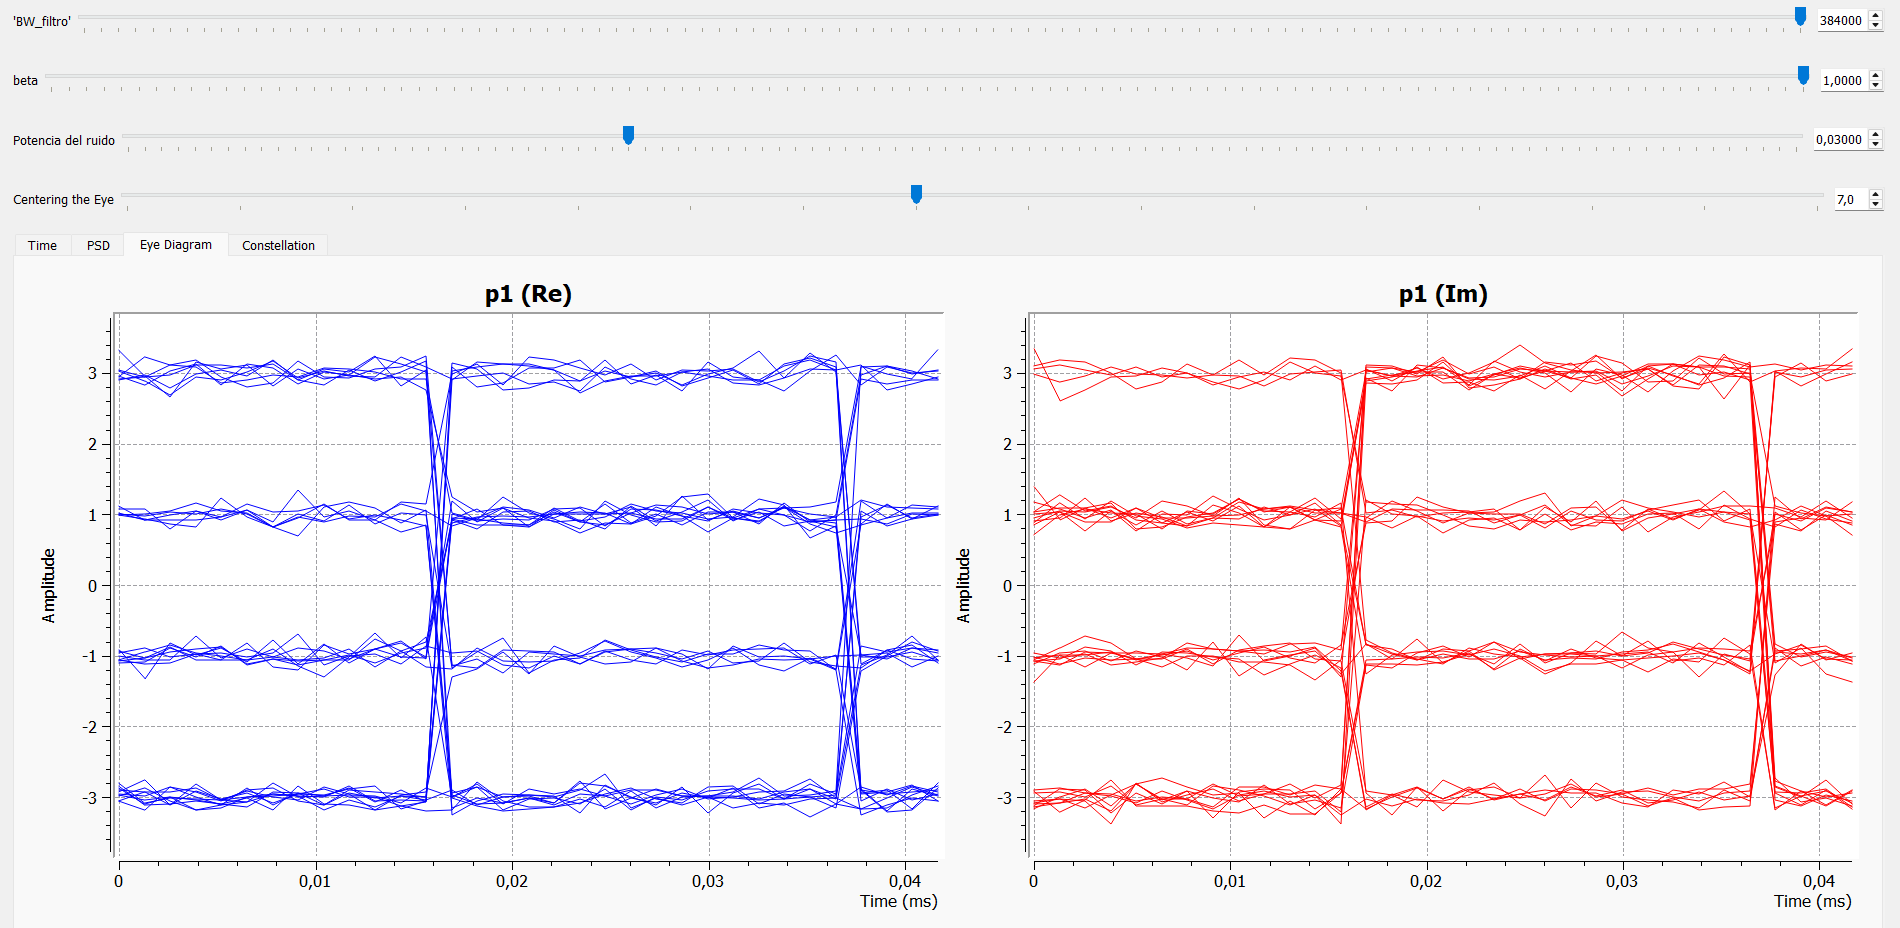 'BW_filtro' 384000
beta 1,0000
Potencia del ruido 0,03000
Centering the Eye 7,0
Time PSD Eye Diagram Constellation
p1 (Re)
Amplitude
3
2
1
0
-1
-2
-3
0 0,01 0,02 0,03 0,04
Time (ms)
p1 (Im)
Amplitude
3
2
1
0
-1
-2
-3
0 0,01 0,02 0,03 0,04
Time (ms)